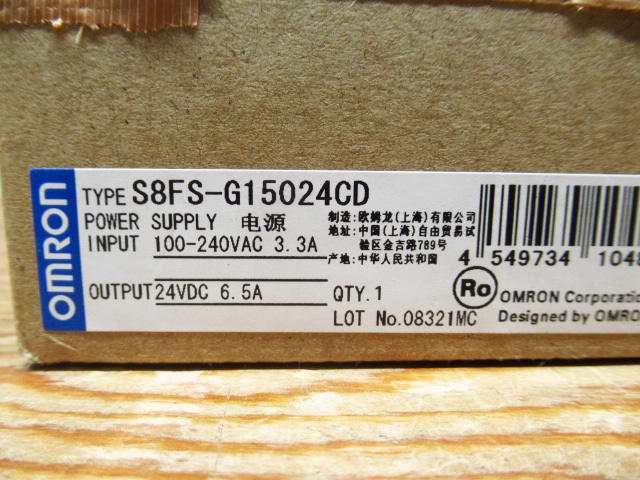 OMRON
TYPE S8FS-G15024CD
POWER SUPPLY 电源
INPUT 100-240VAC 3.3A
OUTPUT 24VDC 6.5A
制造: 欧姆龙(上海)有限公司
地址: 中国(上海)自由贸易试
验区金吉路789号
产地: 中华人民共和国
QTY. 1
LOT No.08321MC
4 549734 1048
Ro
OMRON Corporation
Designed by OMRO